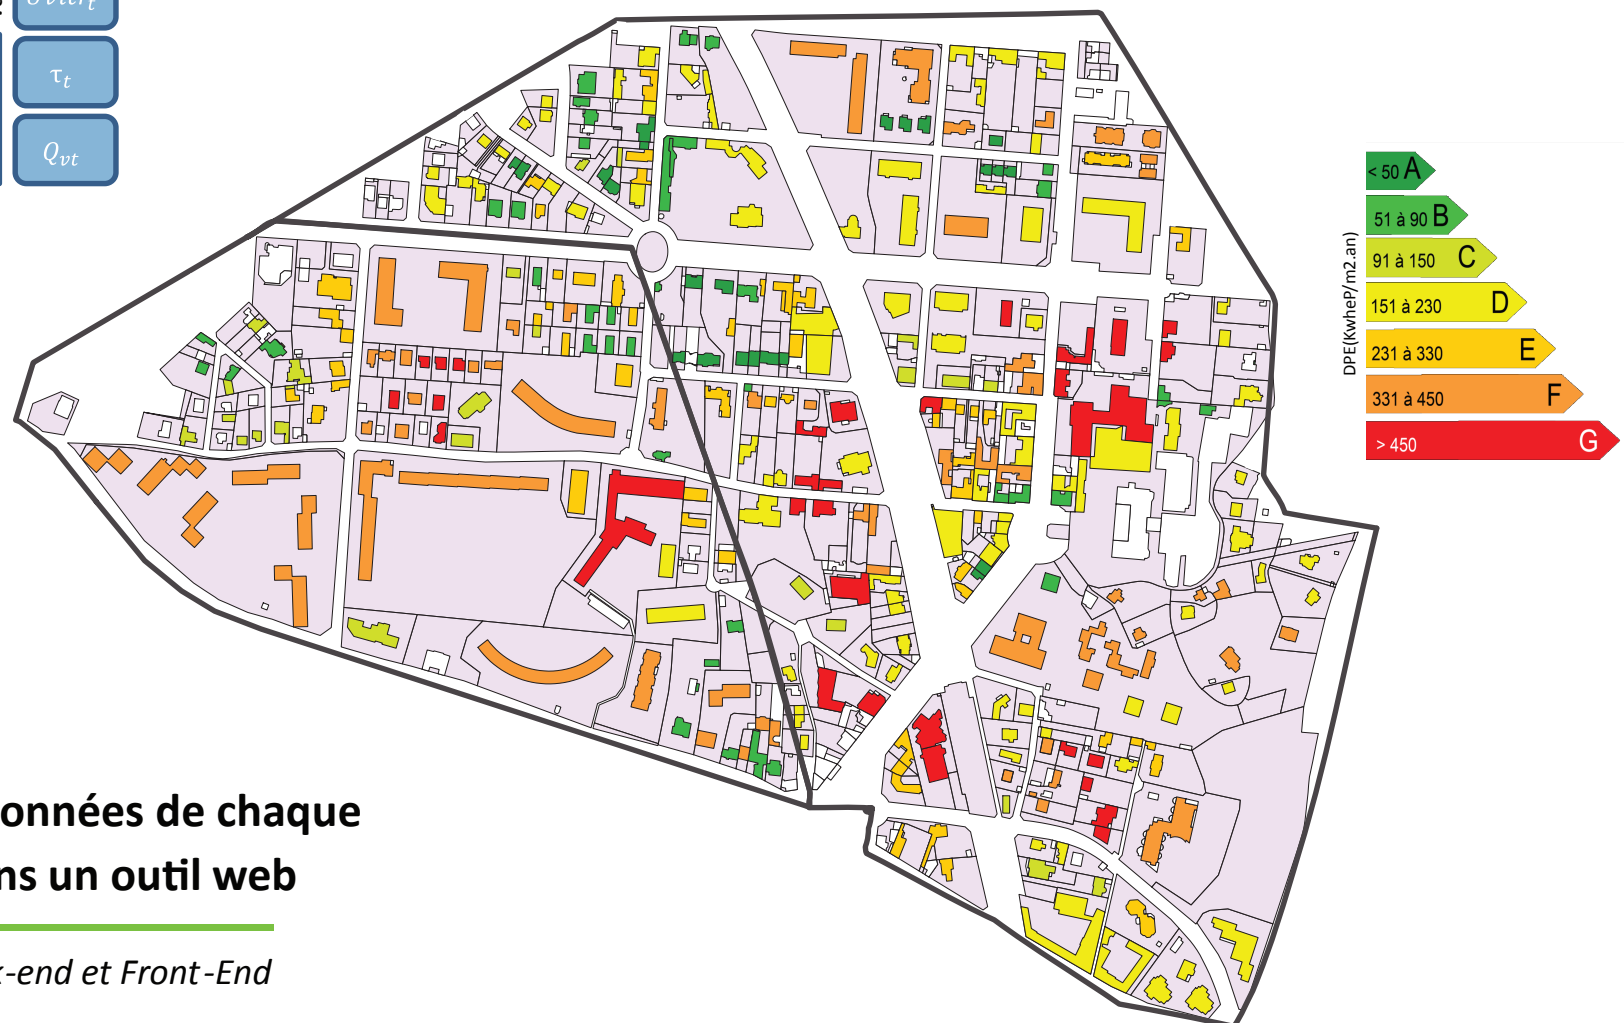 τₜ
Qᵥₜ
DPE(KwheP/m2.an)
< 50 A
51 à 90 B
91 à 150 C
151 à 230 D
231 à 330 E
331 à 450 F
> 450 G
onnées de chaque
ns un outil web
-end et Front-End